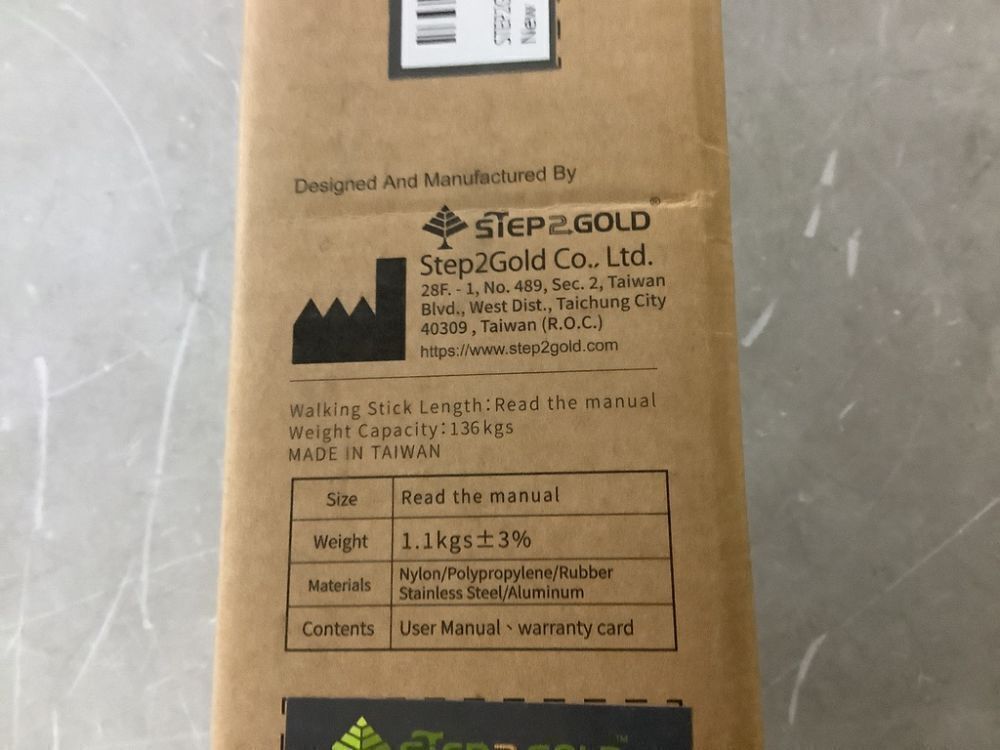 New
Designed And Manufactured By
STEP2GOLD®
Step2Gold Co., Ltd.
28F. - 1, No. 489, Sec. 2, Taiwan
Blvd., West Dist., Taichung City
40309 , Taiwan (R.O.C.)
https://www.step2gold.com
Walking Stick Length:Read the manual
Weight Capacity:136kgs
MADE IN TAIWAN
Size Read the manual
Weight 1.1kgs±3%
Materials Nylon/Polypropylene/Rubber
Stainless Steel/Aluminum
Contents User Manual、warranty card
STEP2GOLD™